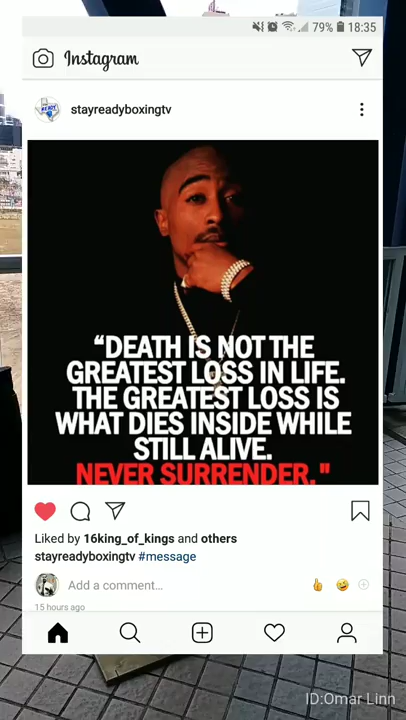 79% 18:35
Instagram
stayreadyboxingtv
“DEATH IS NOT THE
GREATEST LOSS IN LIFE.
THE GREATEST LOSS IS
WHAT DIES INSIDE WHILE
STILL ALIVE.
NEVER SURRENDER."
Liked by 16king_of_kings and others
stayreadyboxingtv #message
Add a comment...
15 hours ago
ID:Omar Linn